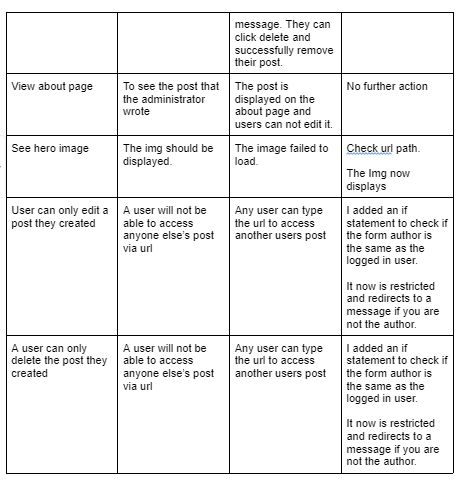 message. They can
click delete and
successfully remove
their post.
View about page
To see the post that
the administrator
wrote
The post is
displayed on the
about page and
users can not edit it.
No further action
See hero image
The img should be
displayed.
The image failed to
load.
Check url path.
The Img now
displays
User can only edit a
post they created
A user will not be
able to access
anyone else's post
via url
Any user can type
the url to access
another users post
I added an if
statement to check if
the form author is
the same as the
logged in user.
It now is restricted
and redirects to a
message if you are
not the author.
A user can only
delete the post they
created
A user will not be
able to access
anyone else's post
via url
Any user can type
the url to access
another users post
I added an if
statement to check if
the form author is
the same as the
logged in user.
It now is restricted
and redirects to a
message if you are
not the author.